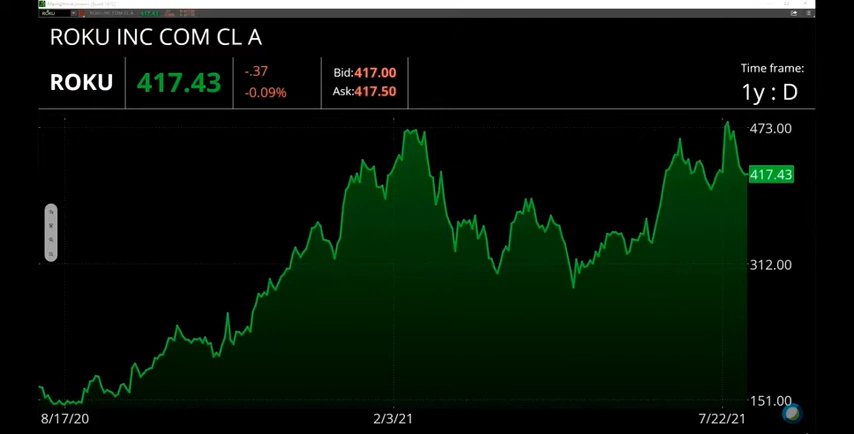 ROKU INC COM CL A
ROKU
417.43
-.37
-0.09%
Bid:417.00
Ask:417.50
Time frame:
1y : D
473.00
417.43
312.00
151.00
8/17/20
2/3/21
7/22/21